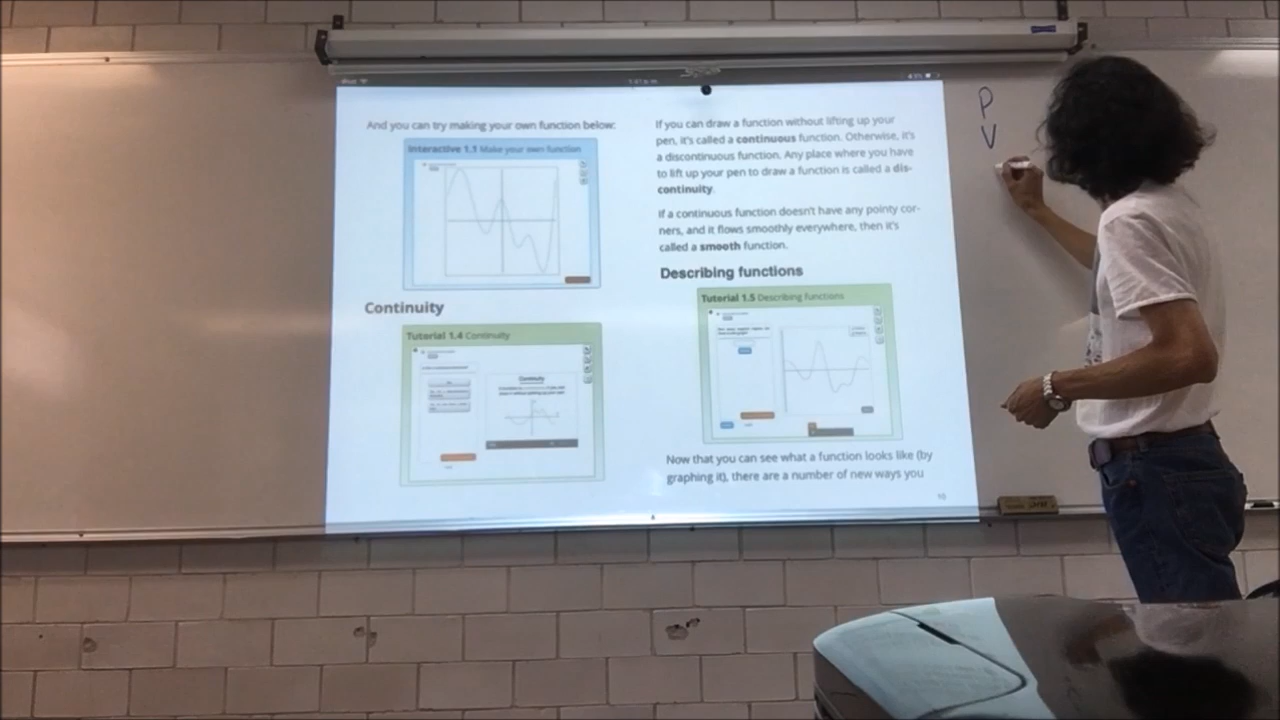 And you can try making your own function below:
Interactive 1.1 Make your own function
Continuity
Tutorial 1.4 Continuity
Continuity
If you can draw a function without lifting up your
pen, it's called a continuous function. Otherwise, it's
a discontinuous function. Any place where you have
to lift up your pen to draw a function is called a dis-
continuity.
If a continuous function doesn't have any pointy cor-
ners, and it flows smoothly everywhere, then it's
called a smooth function.
Describing functions
Tutorial 1.5 Describing functions
Now that you can see what a function looks like (by
graphing it), there are a number of new ways you
10
P
V